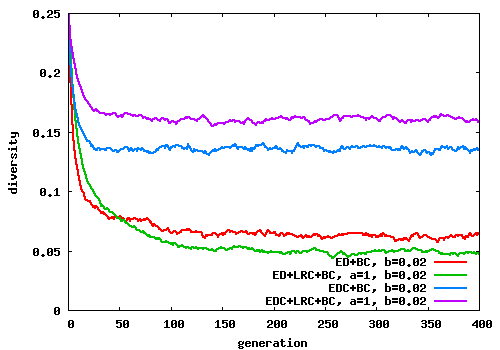 0.25
0.2
0.15
0.1
0.05
0
diversity
0 50 100 150 200 250 300 350 400
generation
ED+BC, b=0.02
ED+LRC+BC, a=1, b=0.02
EDC+BC, b=0.02
EDC+LRC+BC, a=1, b=0.02